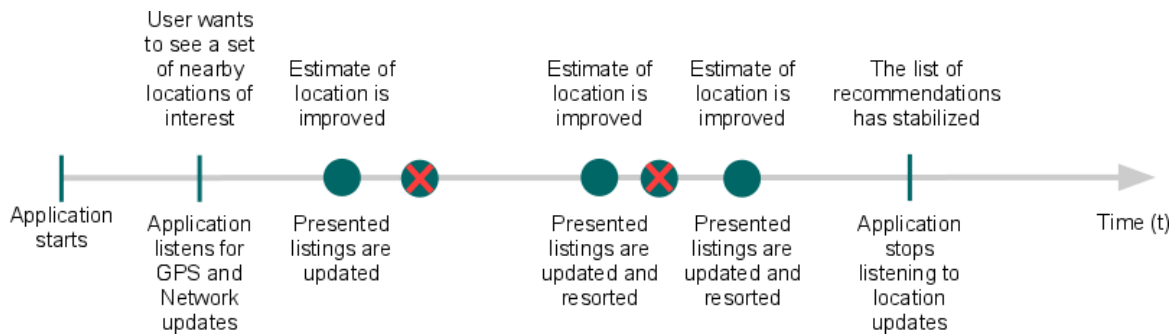 User wants
to see a set
of nearby
locations of
interest
Estimate of
location is
improved
Estimate of
location is
improved
Estimate of
location is
improved
The list of
recommendations
has stabilized
Application
starts
Application
listens for
GPS and
Network
updates
Presented
listings are
updated
Presented
listings are
updated and
resorted
Presented
listings are
updated and
resorted
Application
stops
listening to
location
updates
Time (t)